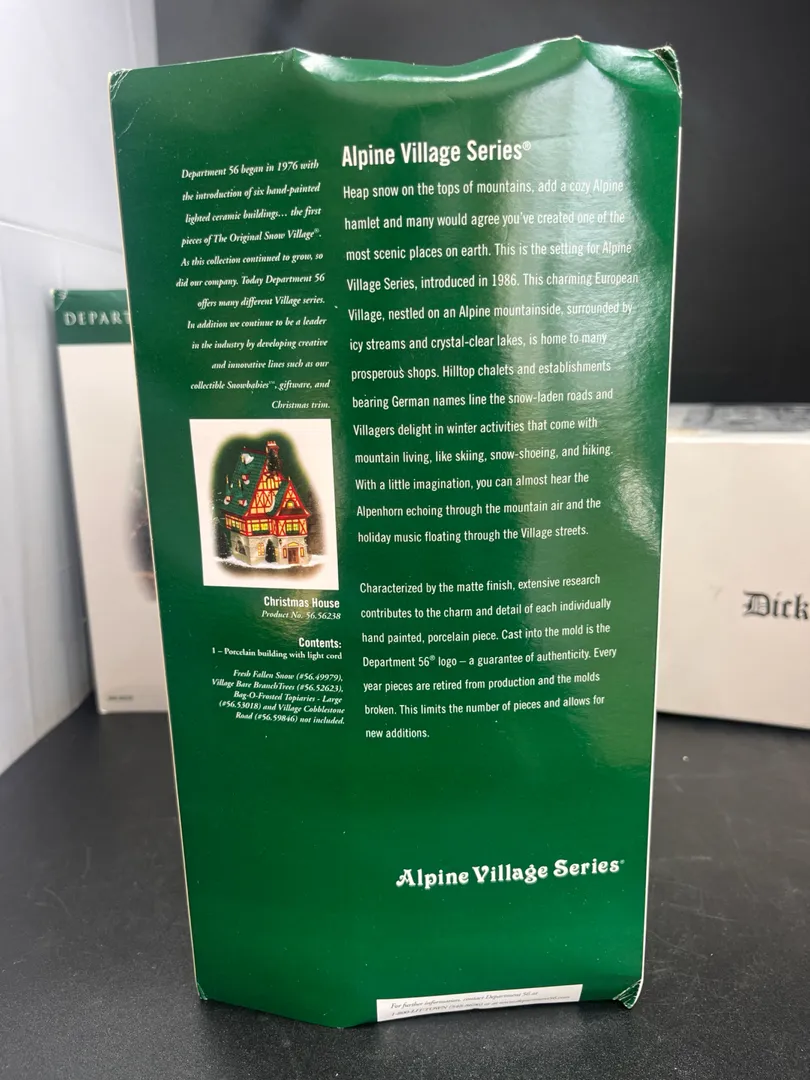 Department 56 began in 1976 with
the introduction of six hand-painted
lighted ceramic buildings... the first
pieces of The Original Snow Village®.
As this collection continued to grow, so
did our company. Today Department 56
offers many different Village series.
In addition we continue to be a leader
in the industry by developing creative
and innovative lines such as our
collectible Snowbabies™, giftware, and
Christmas trim.
Christmas House
Product No. 56.56238
Contents:
1 – Porcelain building with light cord
Fresh Fallen Snow (#56.49979),
Village Bare BranchTrees (#56.52623),
Bag-O-Frosted Topiaries - Large
(#56.53018) and Village Cobblestone
Road (#56.59846) not included.
Alpine Village Series®
Heap snow on the tops of mountains, add a cozy Alpine
hamlet and many would agree you've created one of the
most scenic places on earth. This is the setting for Alpine
Village Series, introduced in 1986. This charming European
Village, nestled on an Alpine mountainside, surrounded by
icy streams and crystal-clear lakes, is home to many
prosperous shops. Hilltop chalets and establishments
bearing German names line the snow-laden roads and
Villagers delight in winter activities that come with
mountain living, like skiing, snow-shoeing, and hiking.
With a little imagination, you can almost hear the
Alpenhorn echoing through the mountain air and the
holiday music floating through the Village streets.
Characterized by the matte finish, extensive research
contributes to the charm and detail of each individually
hand painted, porcelain piece. Cast into the mold is the
Department 56® logo – a guarantee of authenticity. Every
year pieces are retired from production and the molds
broken. This limits the number of pieces and allows for
new additions.
Alpine Village Series®
For further information, contact Department 56 at
DEPART
Dick